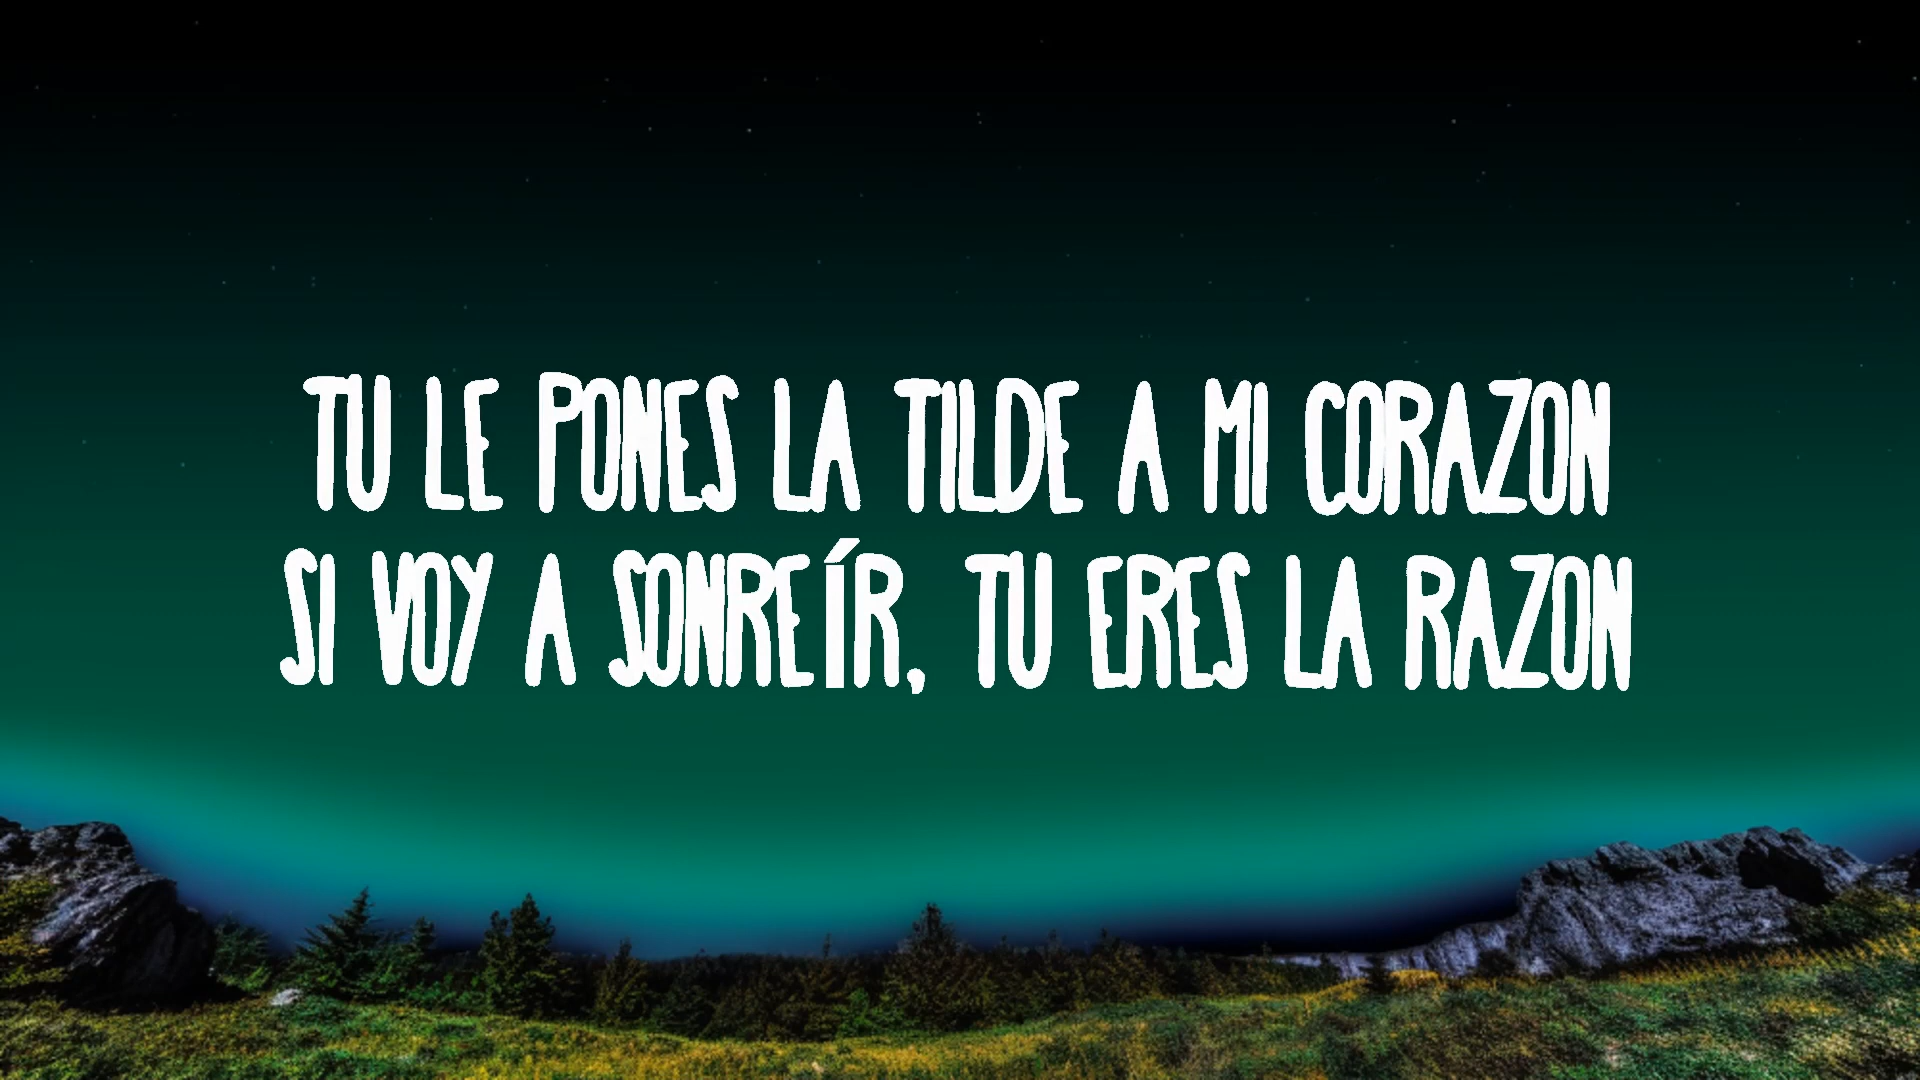 TU LE PONES LA TILDE A MI CORAZON
SI VOY A SONREÍR, TU ERES LA RAZON